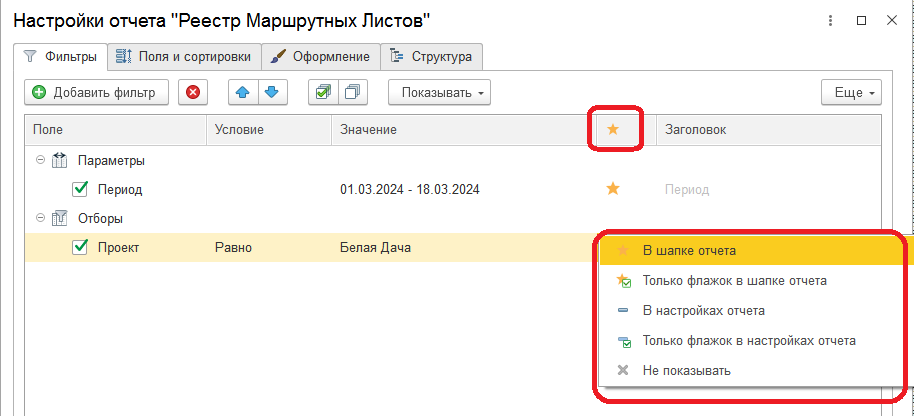 Настройки отчета "Реестр Маршрутных Листов"
Фильтры Поля и сортировки Оформление Структура
Добавить фильтр Показывать Еще
Поле Условие Значение Заголовок
Параметры
Период 01.03.2024 - 18.03.2024 Период
Отборы
Проект Равно Белая Дача
В шапке отчета
Только флажок в шапке отчета
В настройках отчета
Только флажок в настройках отчета
Не показывать